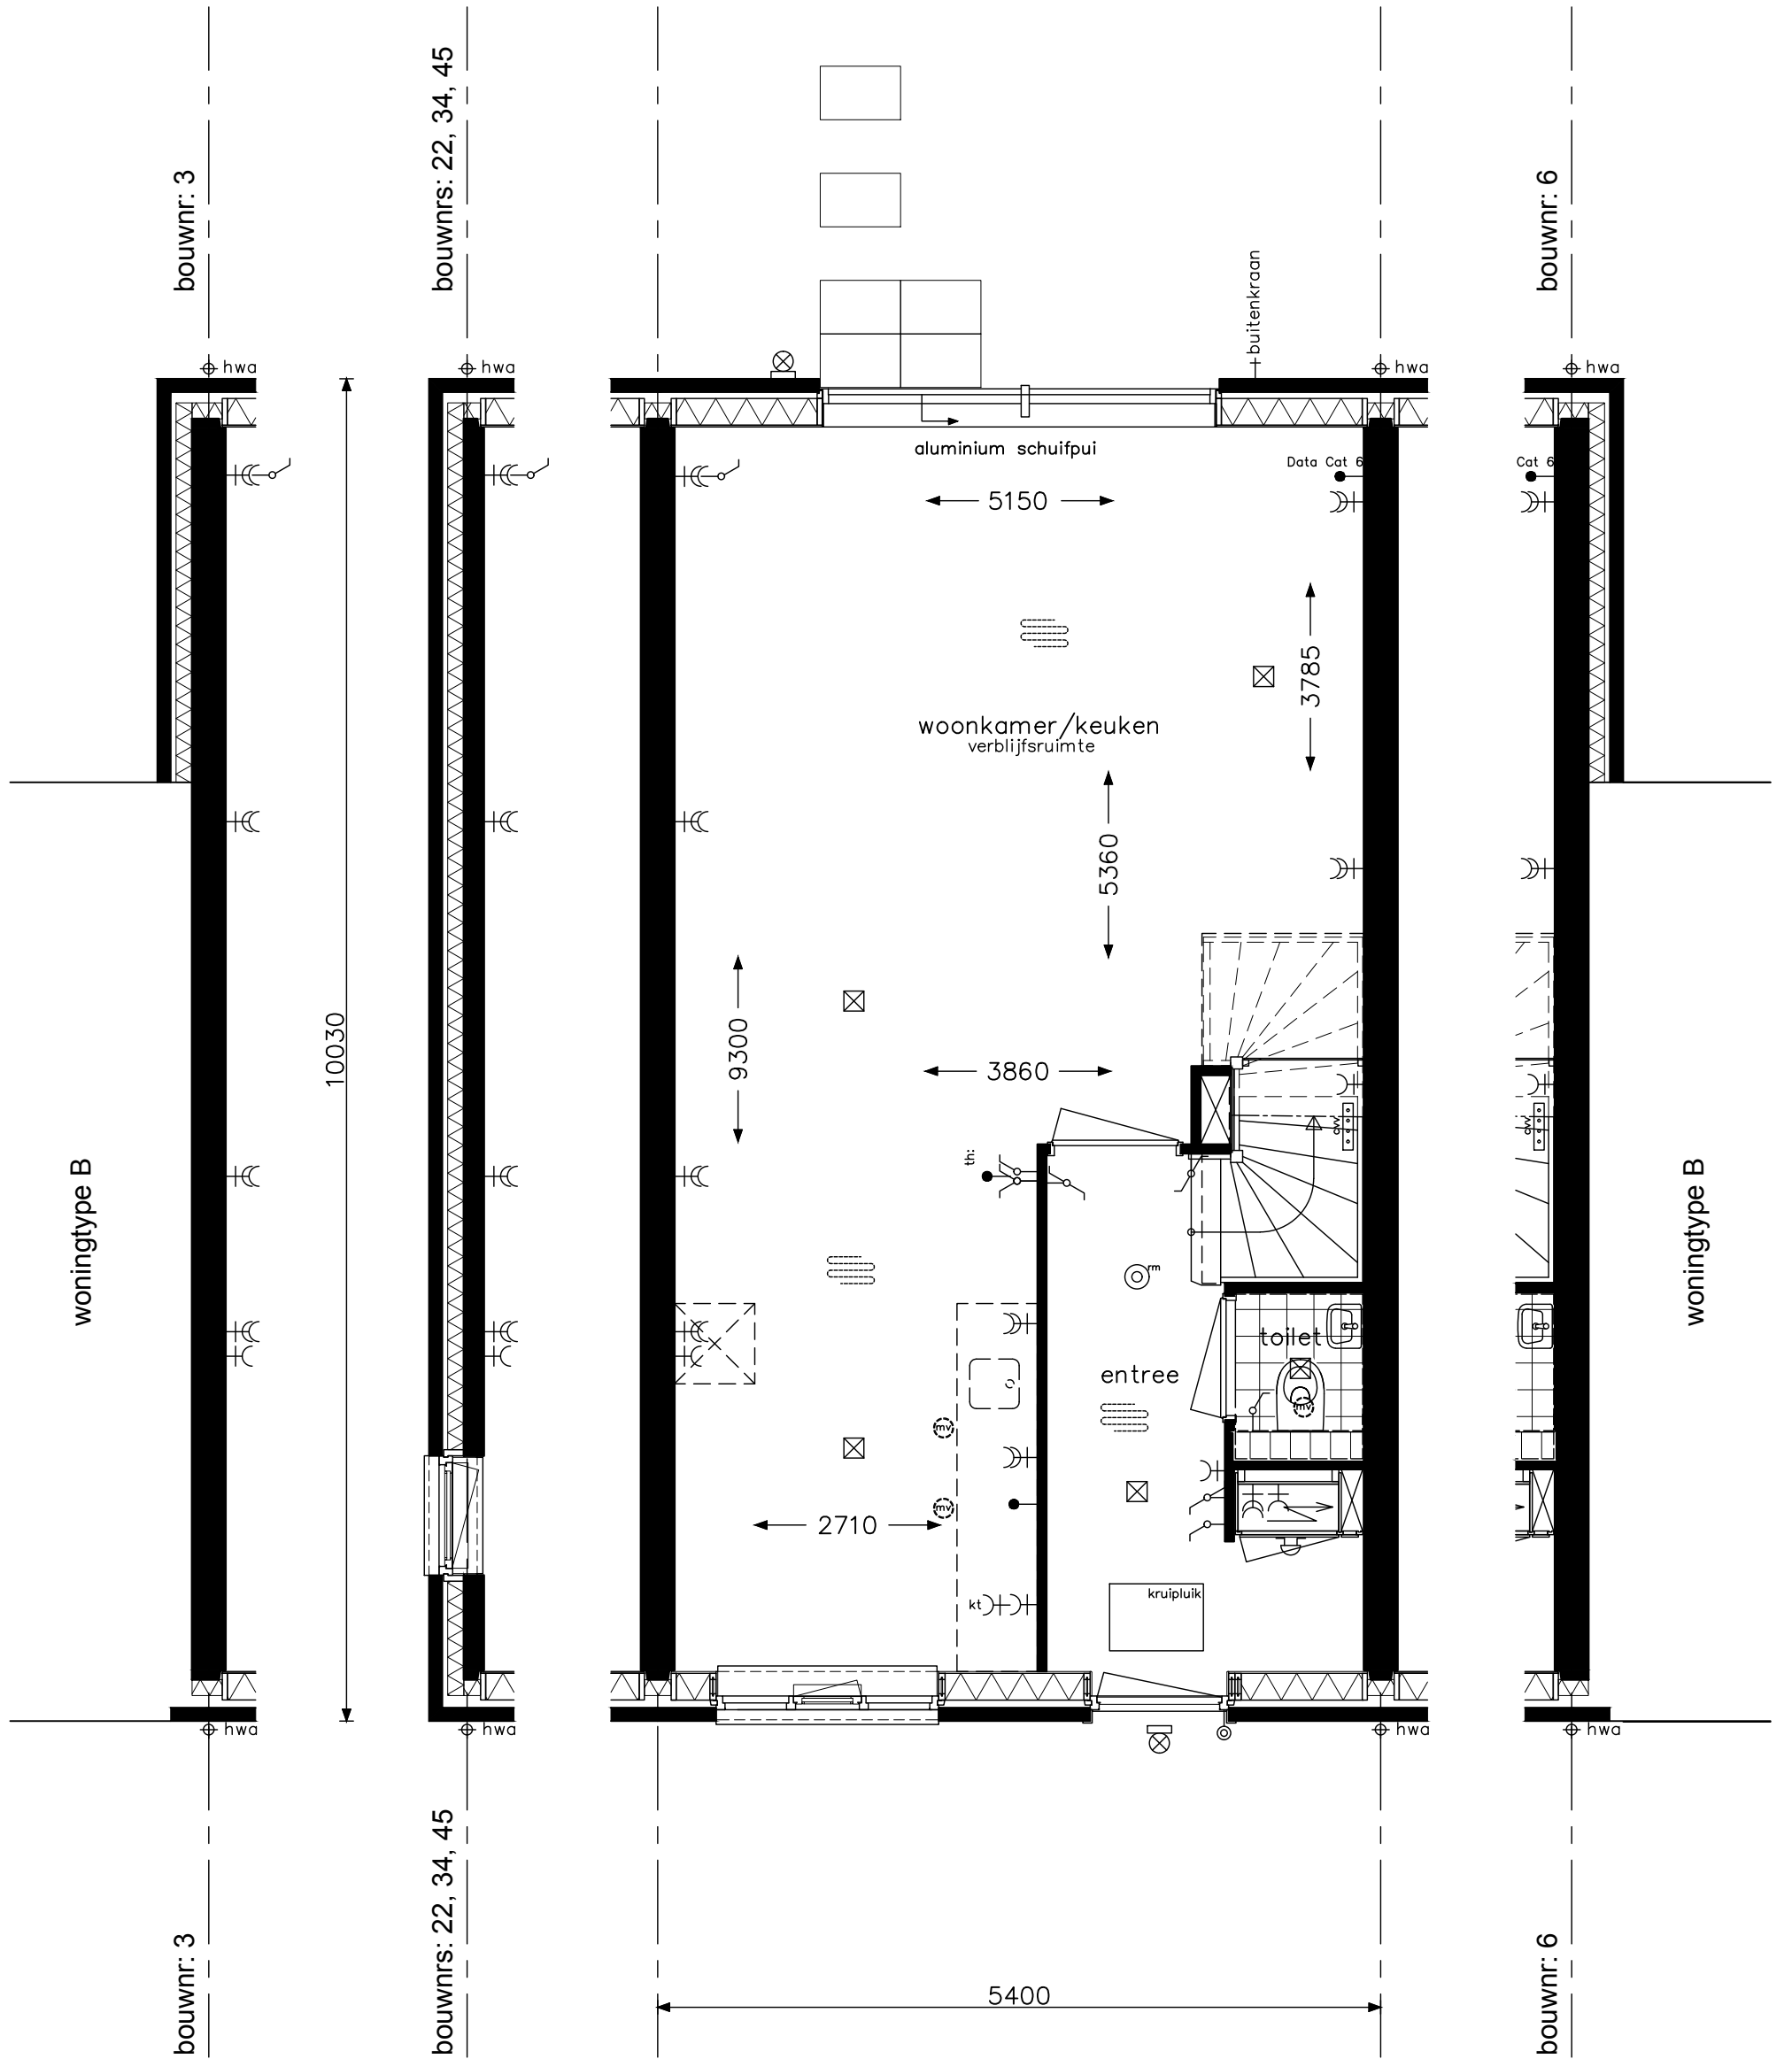 bouwnr: 3
bouwnrs: 22, 34, 45
bouwnr: 6
buitenkraan
hwa
hwa
hwa
hwa
aluminium schuifpui
Data Cat 6
Cat 6
5150
3785
woonkamer/keuken
verblijfsruimte
5360
10030
9300
3860
woningtype B
th:
woningtype B
rm
toilet
entree
mv
mv
mv
2710
kt
kruipluik
hwa
hwa
hwa
hwa
bouwnr: 3
bouwnrs: 22, 34, 45
5400
bouwnr: 6